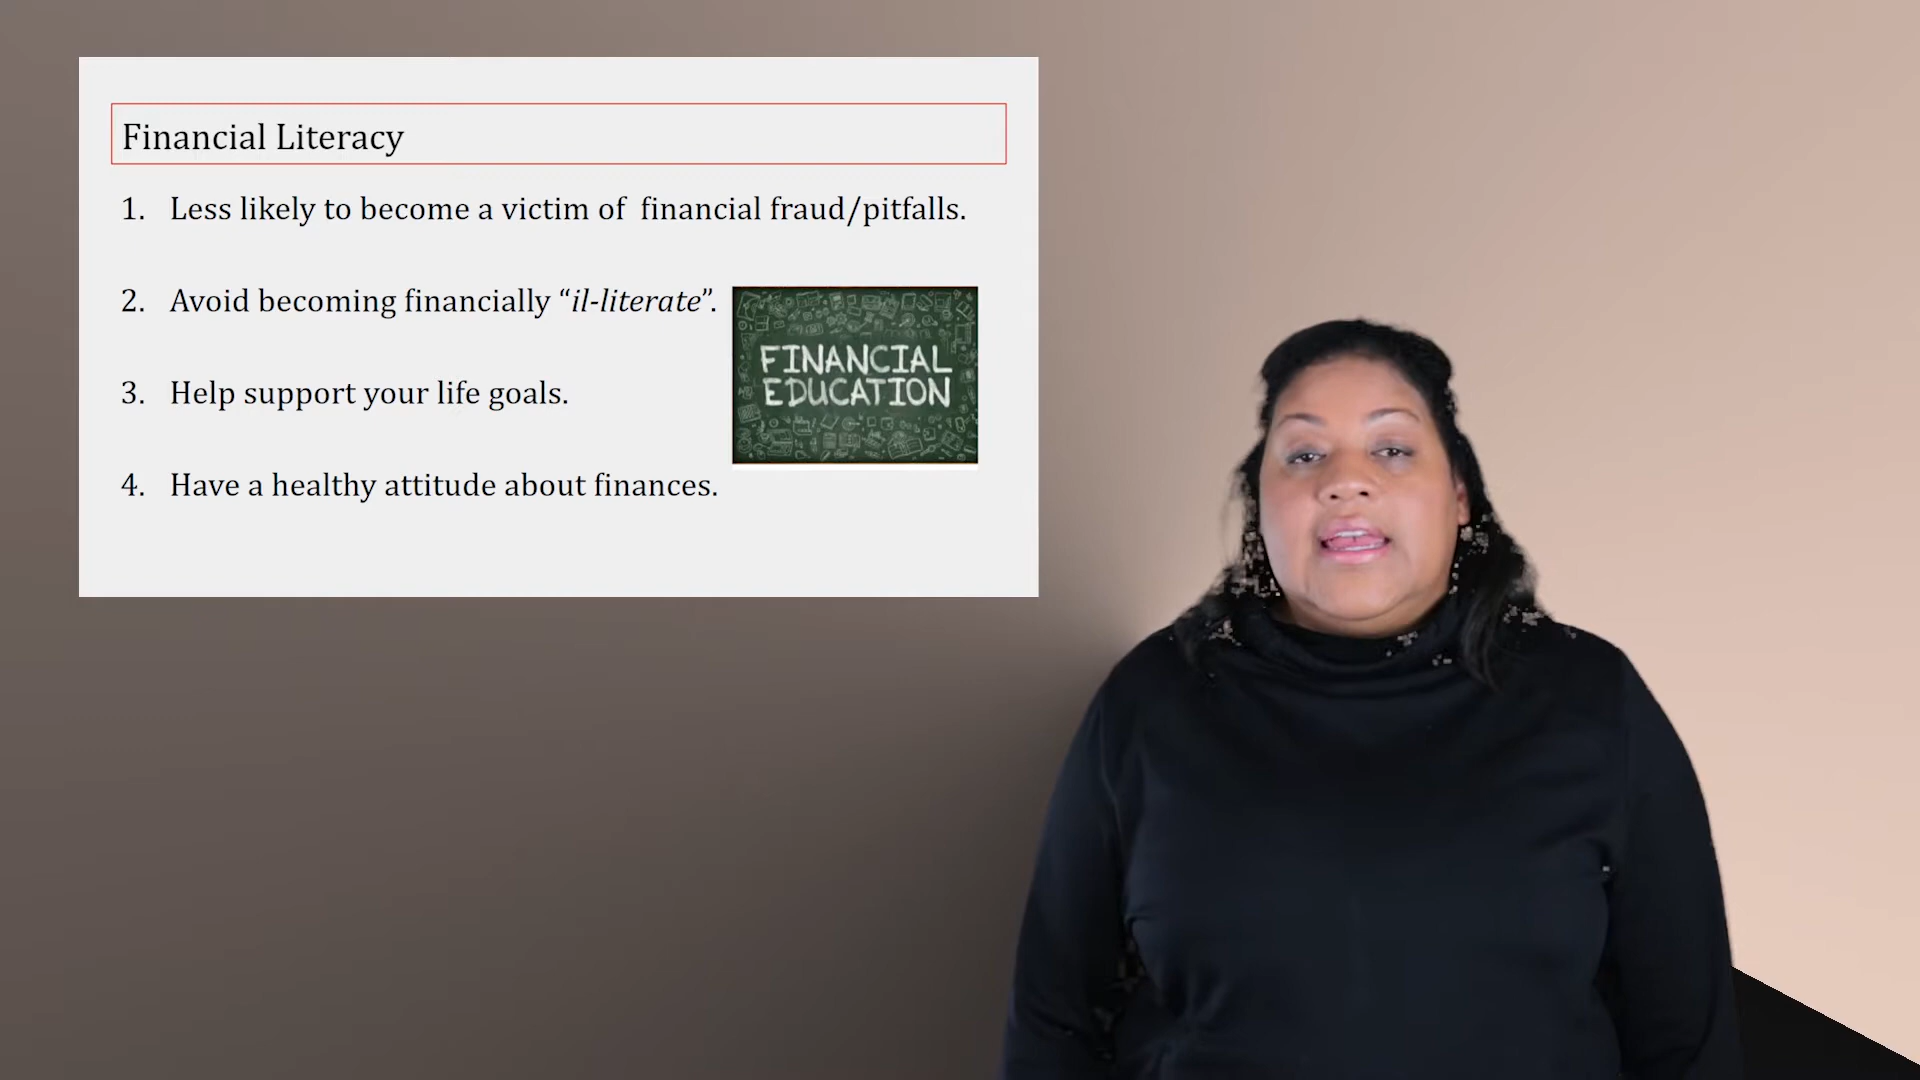 Financial Literacy
1. Less likely to become a victim of financial fraud/pitfalls.
2. Avoid becoming financially “il-literate”.
3. Help support your life goals.
4. Have a healthy attitude about finances.
FINANCIAL
EDUCATION